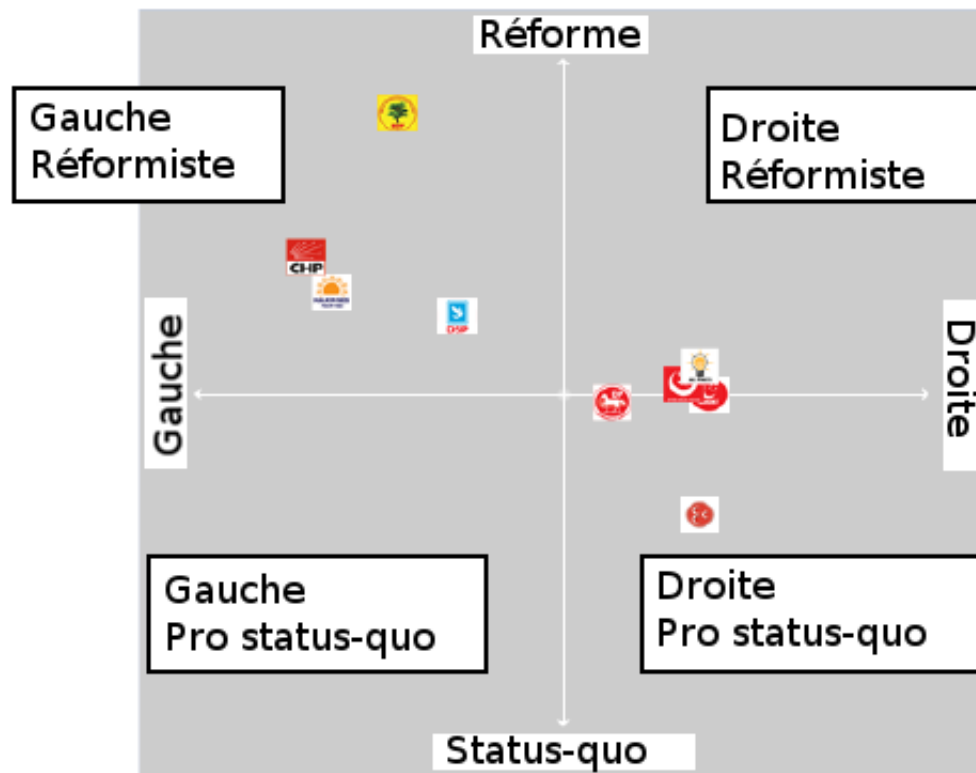 Réforme
Gauche
Réformiste
Droite
Réformiste
CHP
DSP
Gauche
Droite
DP
Gauche
Pro status-quo
Droite
Pro status-quo
Status-quo